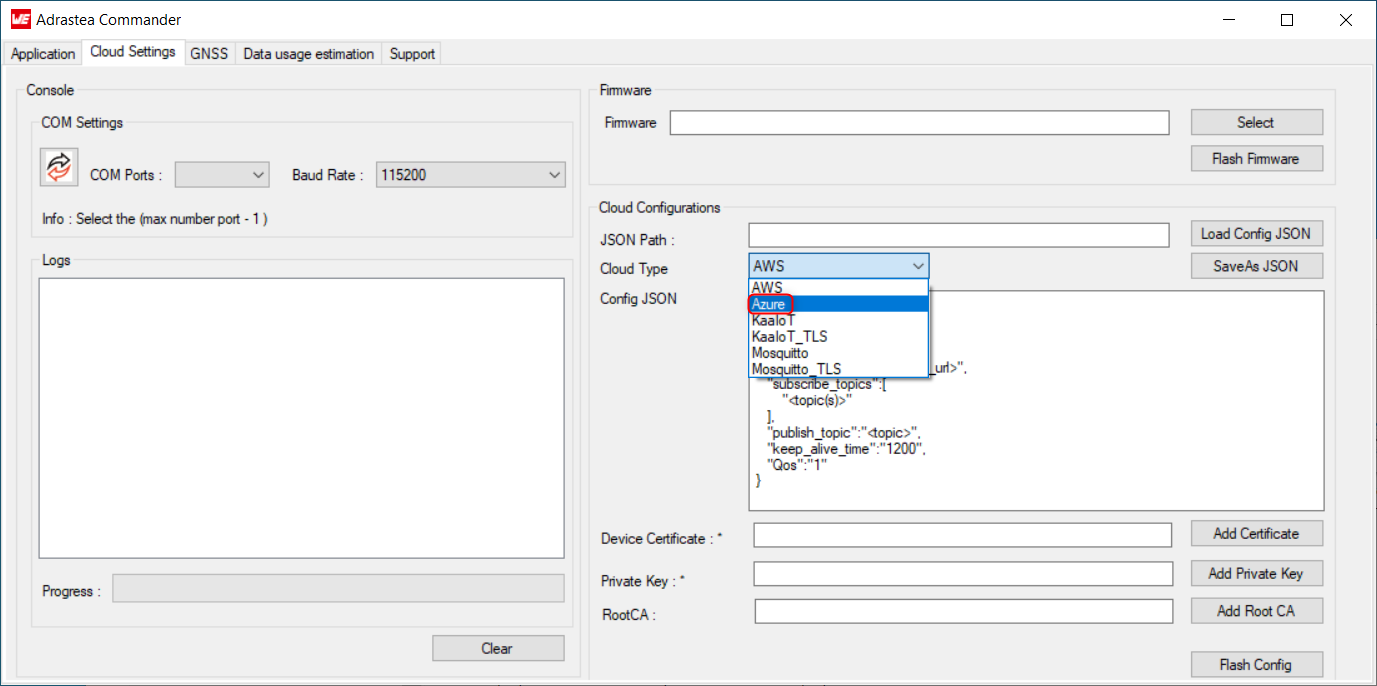 WE Adrastea Commander
Application Cloud Settings GNSS Data usage estimation Support
Console
COM Settings
COM Ports :
Baud Rate : 115200
Info : Select the (max number port - 1 )
Logs
Progress :
Clear
Firmware
Firmware
Select
Flash Firmware
Cloud Configurations
JSON Path :
Load Config JSON
Cloud Type AWS
SaveAs JSON
AWS
Azure
KaaIoT
KaaIoT_TLS
Mosquitto
Mosquitto_TLS
Config JSON
_url>",
"subscribe_topics":[
"<topic(s)>"
],
"publish_topic":"<topic>",
"keep_alive_time":"1200",
"Qos":"1"
}
Device Certificate : *
Add Certificate
Private Key : *
Add Private Key
RootCA :
Add Root CA
Flash Config